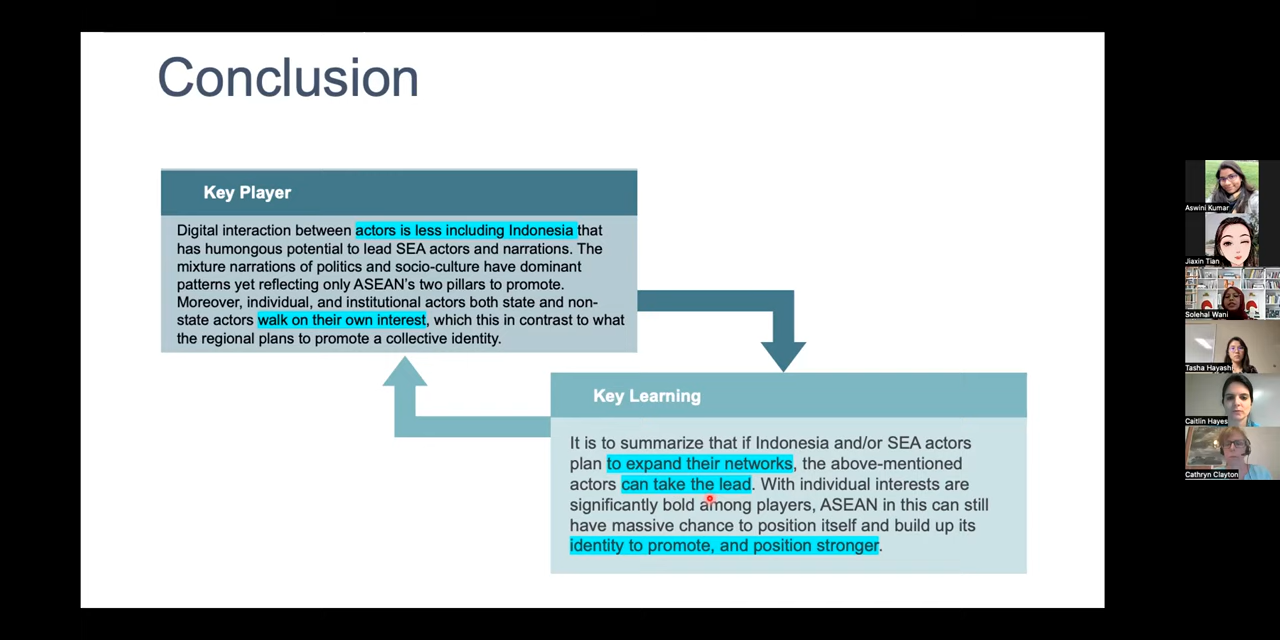 Conclusion
Key Player
Digital interaction between actors is less including Indonesia that
has humongous potential to lead SEA actors and narrations. The
mixture narrations of politics and socio-culture have dominant
patterns yet reflecting only ASEAN's two pillars to promote.
Moreover, individual, and institutional actors both state and non-
state actors walk on their own interest, which this in contrast to what
the regional plans to promote a collective identity.
Key Learning
It is to summarize that if Indonesia and/or SEA actors
plan to expand their networks, the above-mentioned
actors can take the lead. With individual interests are
significantly bold among players, ASEAN in this can still
have massive chance to position itself and build up its
identity to promote, and position stronger.
Aswini Kumar
Jiaxin Tian
Solehal Wani
Tasha Hayash
Caitlin Hayes
Cathryn Clayton